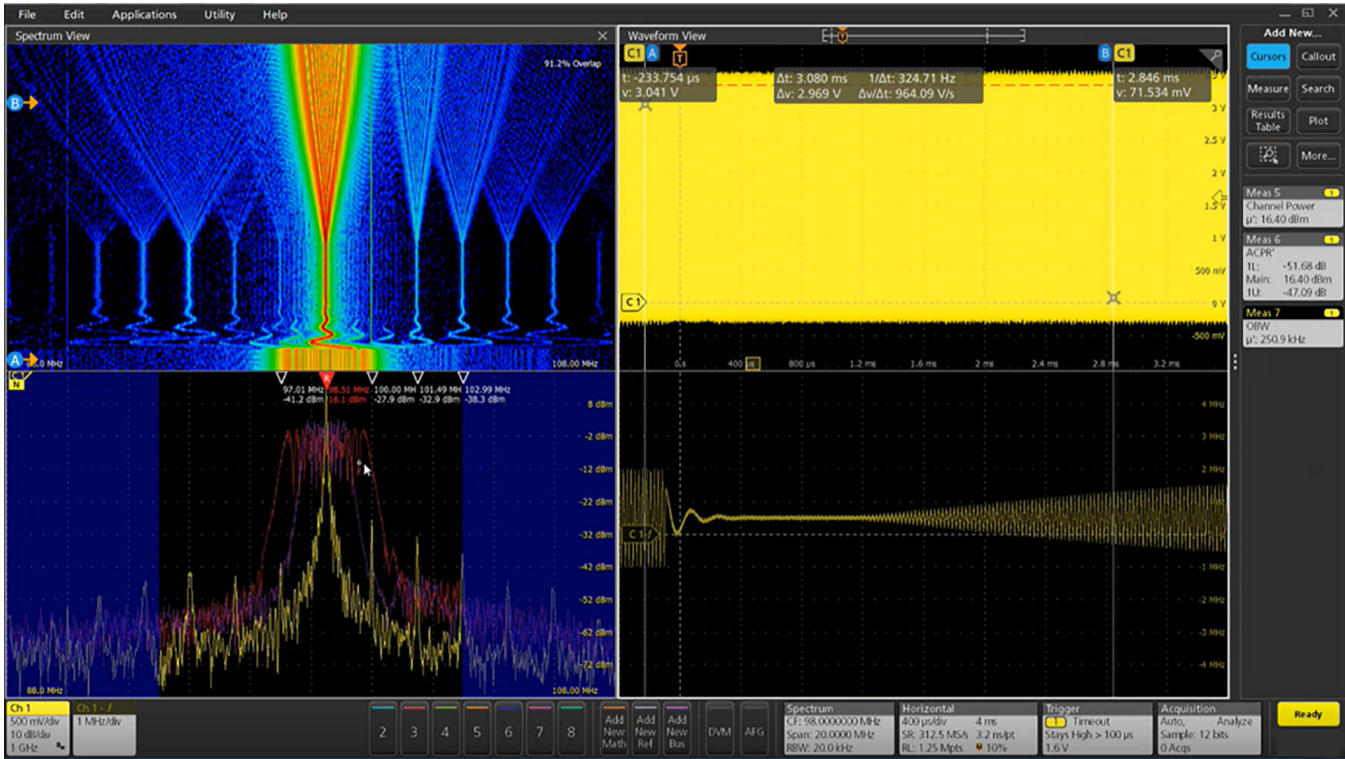 File Edit Applications Utility Help
Spectrum View
91.2% Overlap
B
A
108.00 MHz
97.01 MHz 98.51 MHz 100.00 MH 101.49 MH 102.99 MHz
-41.2 dBm 16.1 dBm -27.9 dBm -32.9 dBm -38.3 dBm
N
R
8 dBm
-2 dBm
-12 dBm
-22 dBm
-32 dBm
-42 dBm
-52 dBm
-62 dBm
-72 dBm
88.0 MHz
108.00 MHz
Waveform View
C1 A
T
B C1
t: -233.754 µs
v: 3.041 V
Δt: 3.080 ms 1/Δt: 324.71 Hz
Δv: 2.969 V Δv/Δt: 964.09 V/s
t: 2.846 ms
v: 71.534 mV
3 V
2.5 V
2 V
1.5 V
1 V
500 mV
0 V
-500 mV
C1
0 s 400 µs 800 µs 1.2 ms 1.6 ms 2 ms 2.4 ms 2.8 ms 3.2 ms
4 MHz
3 MHz
2 MHz
C1 f
-1 MHz
-2 MHz
-3 MHz
-4 MHz
Add New...
Cursors Callout
Measure Search
Results Table Plot
More...
Meas 5 1
Channel Power
µ': 16.40 dBm
Meas 6 1
ACPR'
1L: -51.68 dB
Main: 16.40 dBm
1U: -47.09 dB
Meas 7 1
OBW
µ': 250.9 kHz
Ch 1
500 mV/div
10 dB/div
1 GHz
Ch 1 - f
1 MHz/div
2 3 4 5 6 7 8
Add New Math
Add New Ref
Add New Bus
DVM
AFG
Spectrum
CF: 98.0000000 MHz
Span: 20.0000 MHz
RBW: 20.0 kHz
Horizontal
400 µs/div 4 ms
SR: 312.5 MS/s 3.2 ns/pt
RL: 1.25 Mpts 10%
Trigger
1 Timeout
Stays High > 100 µs
1.6 V
Acquisition
Auto, Analyze
Sample: 12 bits
0 Acqs
Ready